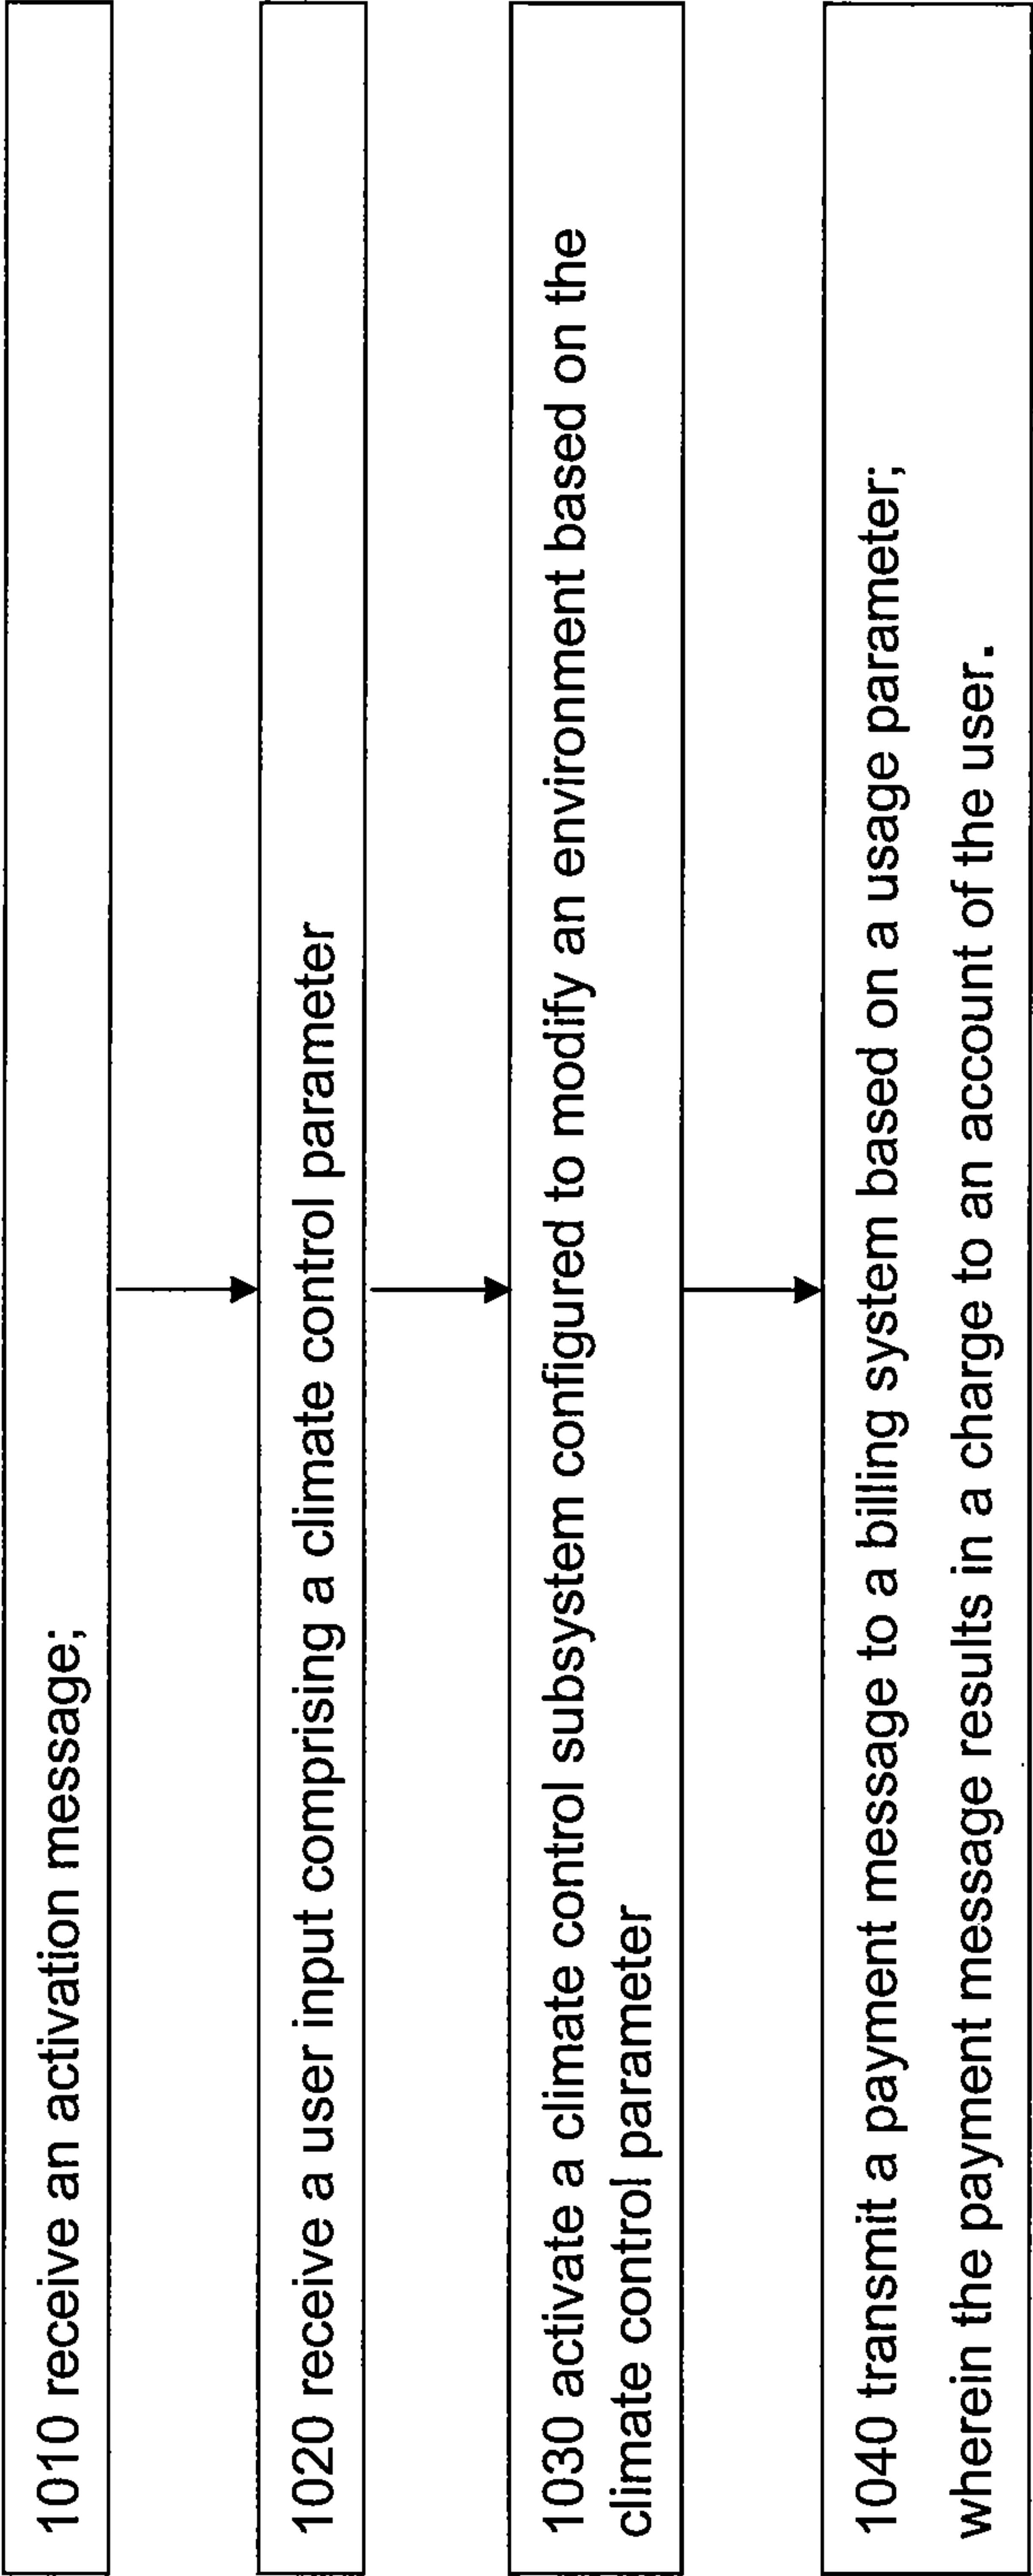 1010 receive an activation message;
1020 receive a user input comprising a climate control parameter
1030 activate a climate control subsystem configured to modify an environment based on the
climate control parameter
1040 transmit a payment message to a billing system based on a usage parameter;
wherein the payment message results in a charge to an account of the user.